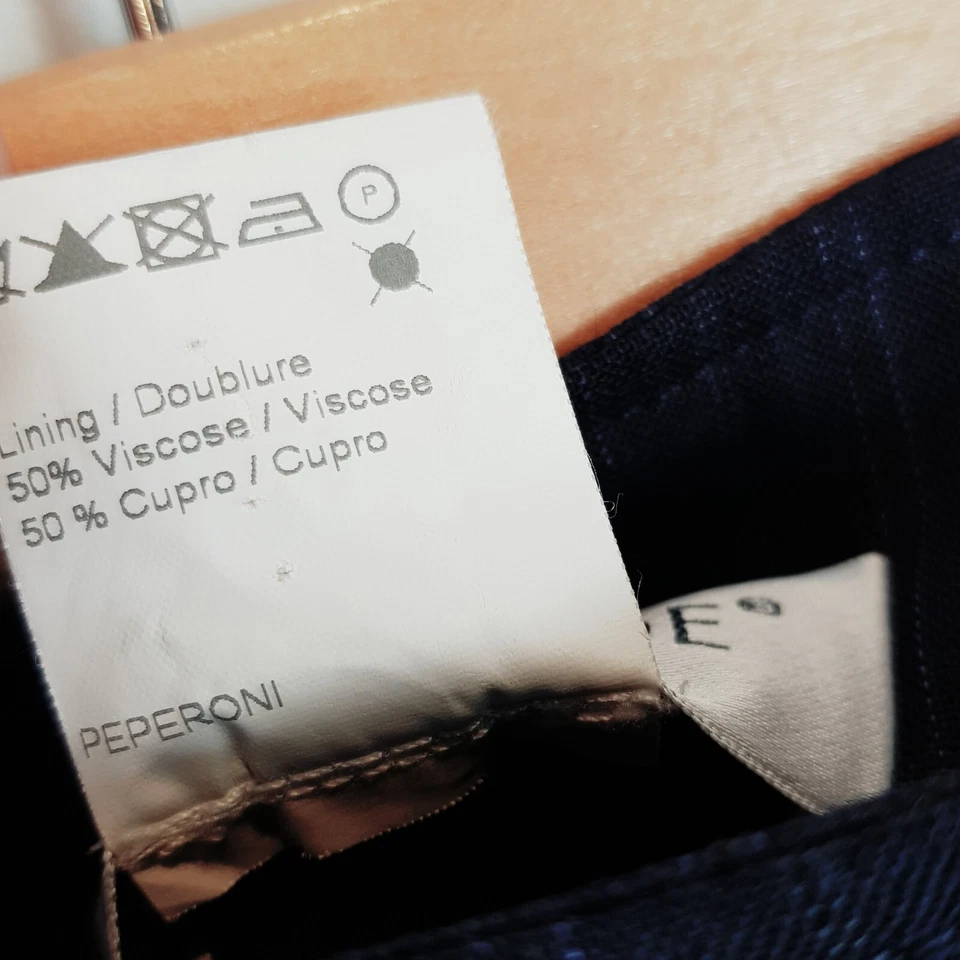 P
Lining / Doublure
50% Viscose / Viscose
50 % Cupro / Cupro
PEPERONI
E®